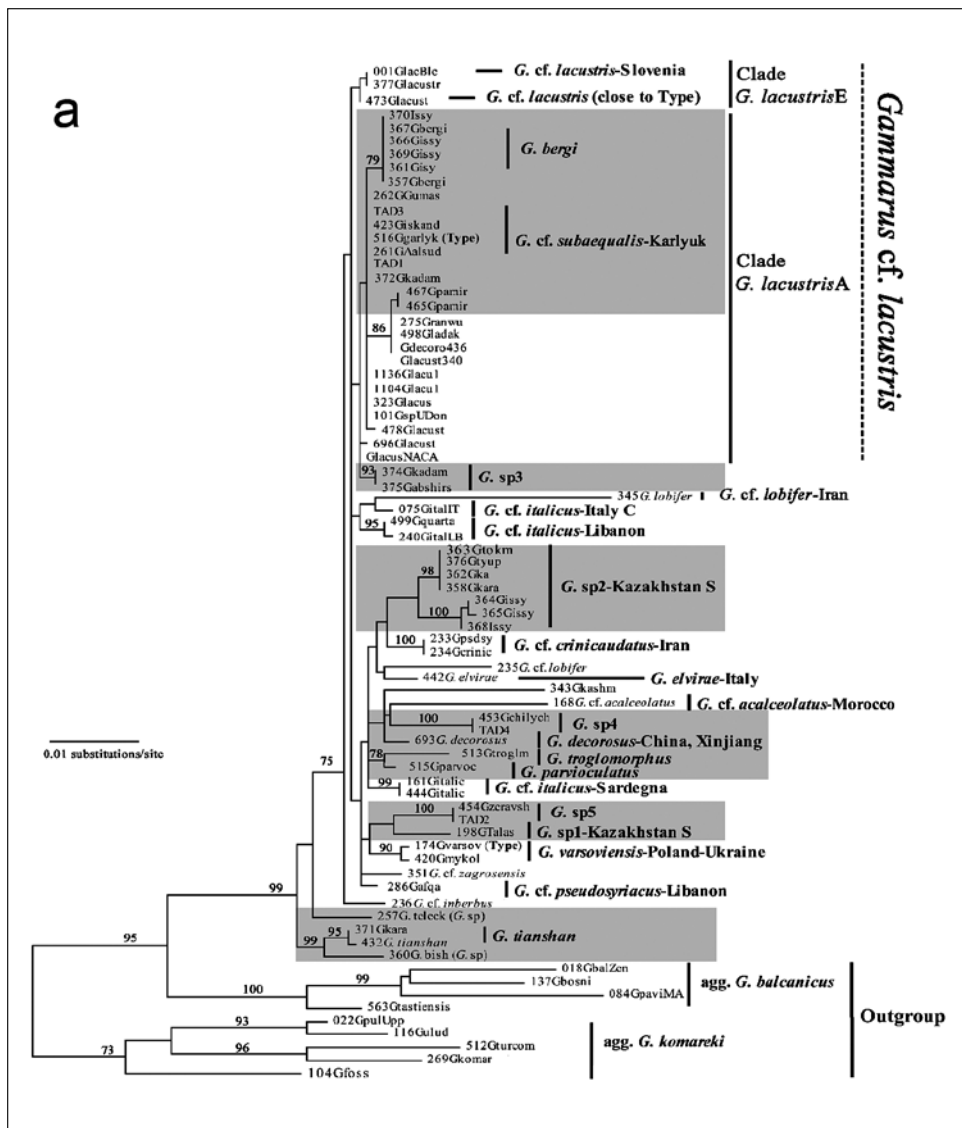 a
001GlacBlc
G. cf. lacustris-Slovenia
377Glacustr
473Glacust
G. cf. lacustris (close to Type)
Clade
G. lacustrisE
Gammarus cf. lacustris
370Issy
367Gbergi
366Gissy
369Gissy
361Gisy
357Gbergi
79
G. bergi
262GGumas
TAD3
423Giskand
516Ggarlyk (Type)
261GAalsud
G. cf. subaequalis-Karlyuk
TAD1
372Gkadam
Clade
G. lacustrisA
467Gpamir
465Gpamir
86
275Granwu
498Gladak
Gdecoro436
Glacust340
1136Glacu1
1104Glacu1
323Glacus
101GspUDon
478Glacust
696Glacust
GlacusNACA
93
374Gkadam
375Gabshirs
G. sp3
345G. lobifer
G. cf. lobifer-Iran
075GitalIT
G. cf. italicus-Italy C
95
499Gquarta
240GitalLB
G. cf. italicus-Libanon
363Gtokm
376Gtyup
98
362Gka
358Gkara
G. sp2-Kazakhstan S
364Gissy
100
365Gissy
368Issy
100
233Gpsdsy
234Gcrinic
G. cf. crinicaudatus-Iran
235G. cf. lobifer
442G. elvirae
G. elvirae-Italy
343Gkashm
168G. cf. acalceolatus
G. cf. acalceolatus-Morocco
100
453Gchilych
TAD4
G. sp4
693G. decorosus
G. decorosus-China, Xinjiang
78
513Gtroglm
G. troglomorphus
515Gparvoc
G. parvioculatus
99
161Gitalic
444Gitalic
G. cf. italicus-Sardegna
100
454Gzeravsh
TAD2
G. sp5
198GTalas
G. sp1-Kazakhstan S
90
174Gvarsov (Type)
420Gmykol
G. varsoviensis-Poland-Ukraine
351G. cf. zagrosensis
286Gafqa
G. cf. pseudosyriacus-Libanon
236G. cf. inberbus
0.01 substitutions/site
75
99
257G. teleck (G. sp)
95
371Gkara
432G. tianshan
G. tianshan
99
360G. bish (G. sp)
95
018GbalZen
99
137Gbosni
084GpaviMA
agg. G. balcanicus
100
563Gtastiensis
Outgroup
022GpulUpp
93
116Gulud
73
512Gturcom
96
269Gkomar
agg. G. komareki
104Gfoss